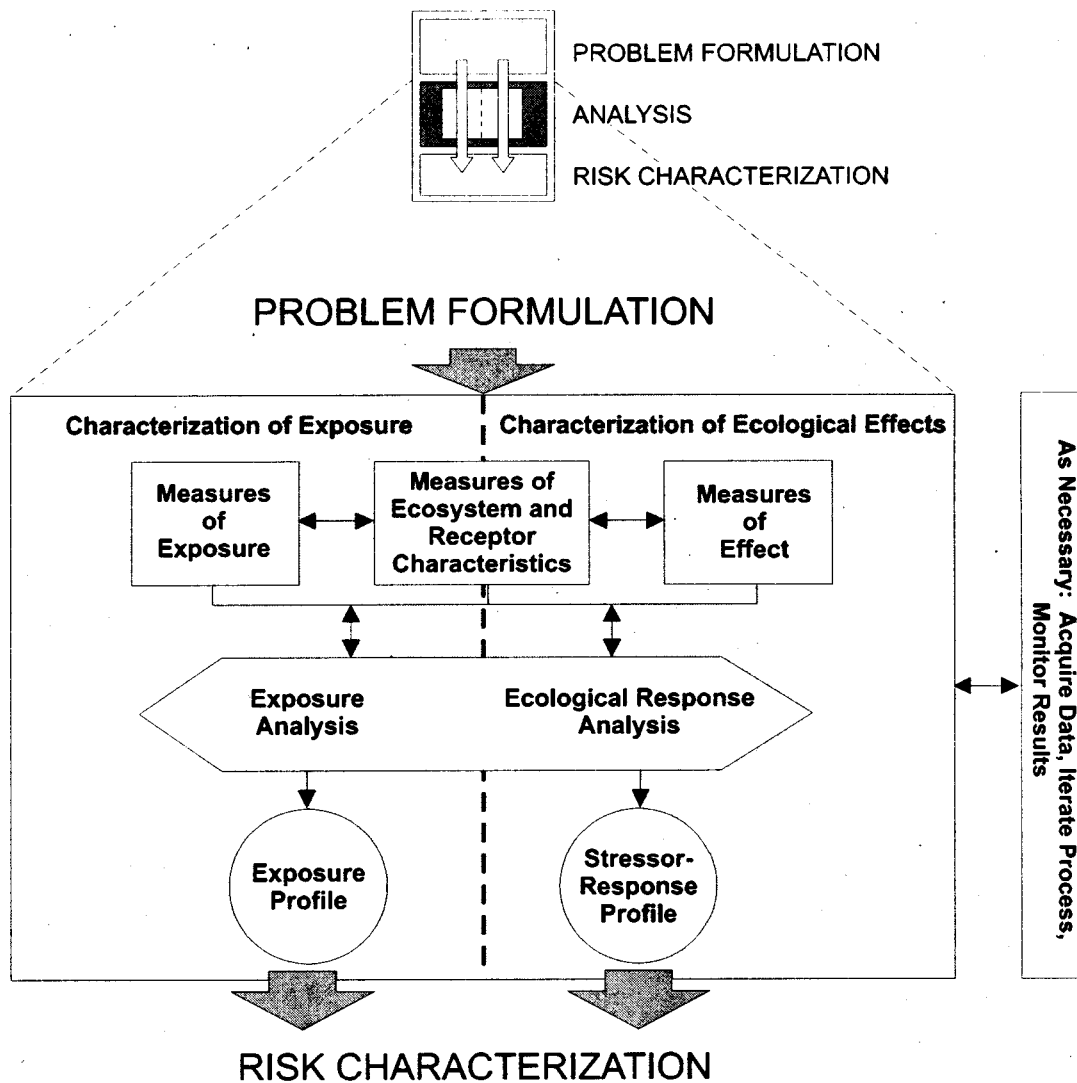 PROBLEM FORMULATION
ANALYSIS
RISK CHARACTERIZATION
PROBLEM FORMULATION
Characterization of Exposure
Characterization of Ecological Effects
Measures
of
Exposure
Measures of
Ecosystem and
Receptor
Characteristics
Measures
of
Effect
Exposure
Analysis
Ecological Response
Analysis
Exposure
Profile
Stressor-
Response
Profile
As Necessary: Acquire Data, Iterate Process,
Monitor Results
RISK CHARACTERIZATION